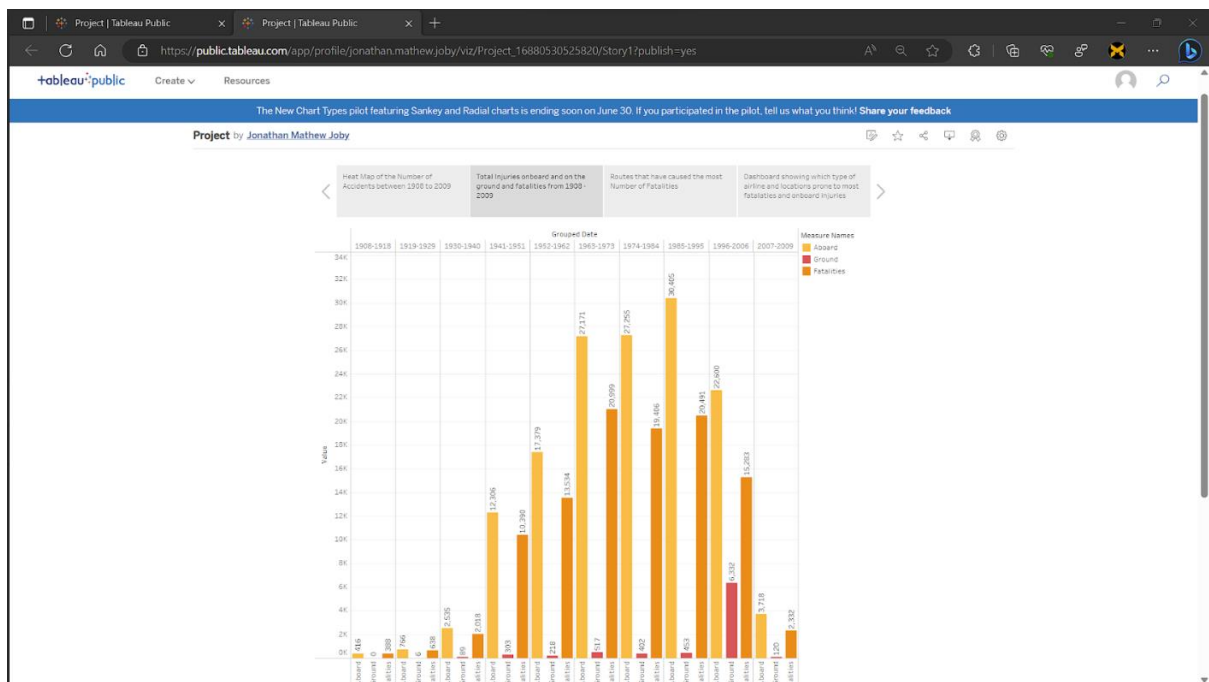 Project | Tableau Public
Project | Tableau Public
https://public.tableau.com/app/profile/jonathan.mathew.joby/viz/Project_16880530525820/Story1?publish=yes
+ableau public
Create
Resources
The New Chart Types pilot featuring Sankey and Radial charts is ending soon on June 30. If you participated in the pilot, tell us what you think! Share your feedback
Project by Jonathan Mathew Joby
Heat Map of the Number of
Accidents between 1908 to 2009
Total Injuries onboard and on the
ground and fatalities from 1908 -
2009
Routes that have caused the most
Number of Fatalities
Dashboard showing which type of
airline and locations prone to most
fatalaties and onboard injuries
Grouped Date
1908-1918 1919-1929 1930-1940 1941-1951 1952-1962 1963-1973 1974-1984 1985-1995 1996-2006 2007-2009
Measure Names
Aboard
Ground
Fatalities
Value
34K
32K
30K
28K
26K
24K
22K
20K
18K
16K
14K
12K
10K
8K
6K
4K
2K
0K
416 0 388
766 6 638
2,535 89 2,018
12,306 303 10,390
17,379 218 13,534
27,171 517 20,999
27,255 402 19,406
30,405 453 20,491
22,600 6,332 15,283
3,718 120 2,332